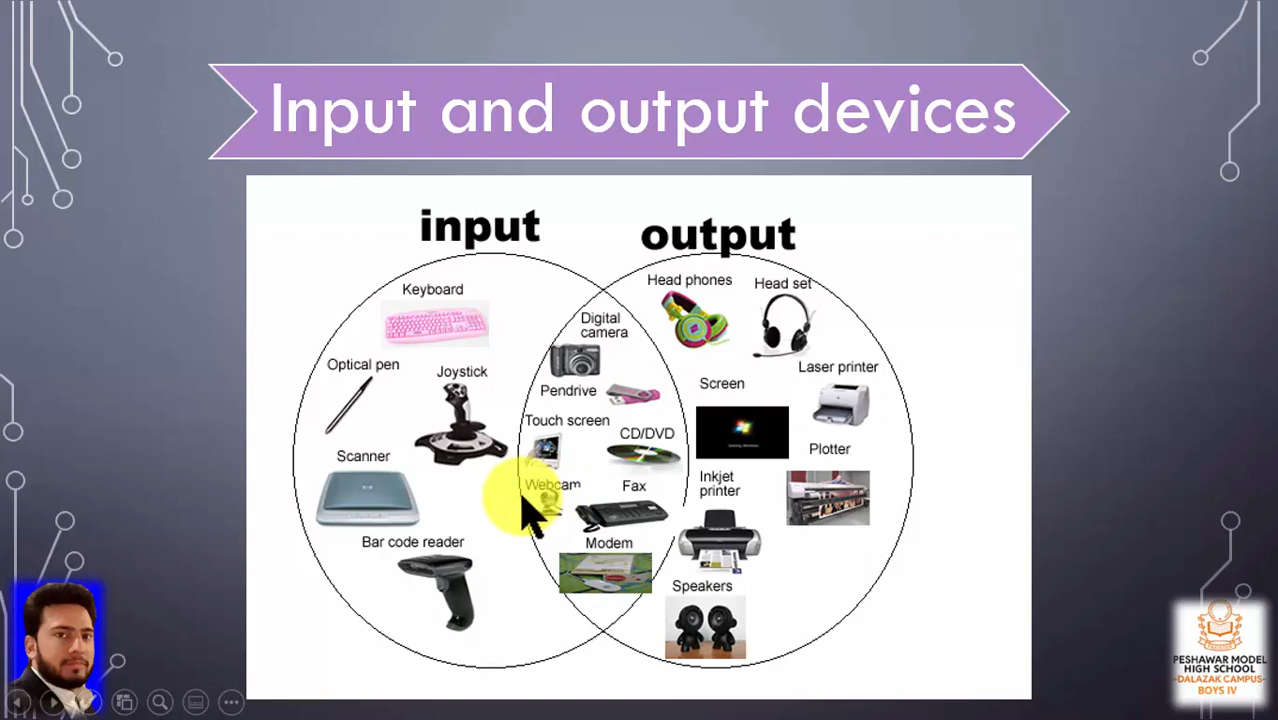 Input and output devices
input
output
Keyboard
Optical pen
Joystick
Scanner
Bar code reader
Digital
camera
Pendrive
Touch screen
CD/DVD
Webcam
Fax
Modem
Head phones
Head set
Laser printer
Screen
Plotter
Inkjet
printer
Speakers
PESHAWAR MODEL
HIGH SCHOOL
-DALAZAK CAMPUS-
BOYS IV